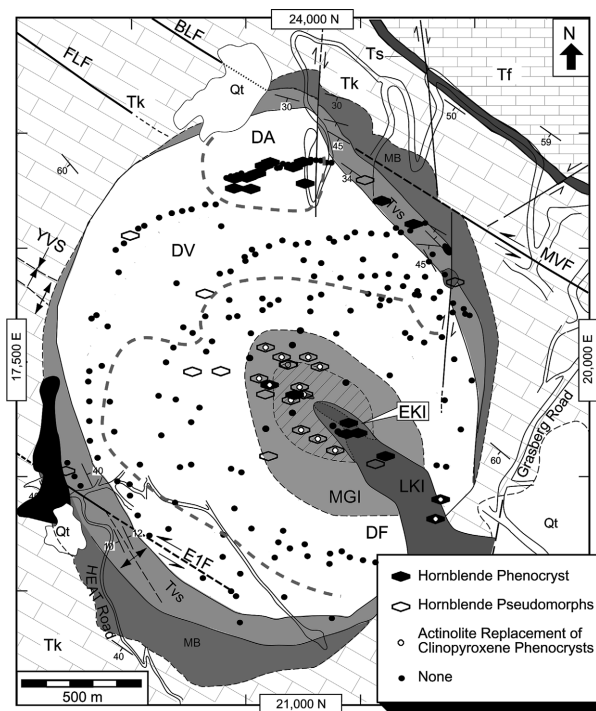 24,000 N
N
BLF
FLF
Ts
Tf
Tk
Qt
Tk
30
30
50
DA
45
59
MB
34
60
Tvs
YVS
DV
45
MVF
17,500 E
20,000 E
EKI
Grasberg Road
60
MGI
LKI
40
Qt
Qt
12
DF
10
E1F
Tvs
HEAT Road
MB
Tk
40
Hornblende Phenocryst
Hornblende Pseudomorphs
Actinolite Replacement of
Clinopyroxene Phenocrysts
None
500 m
21,000 N